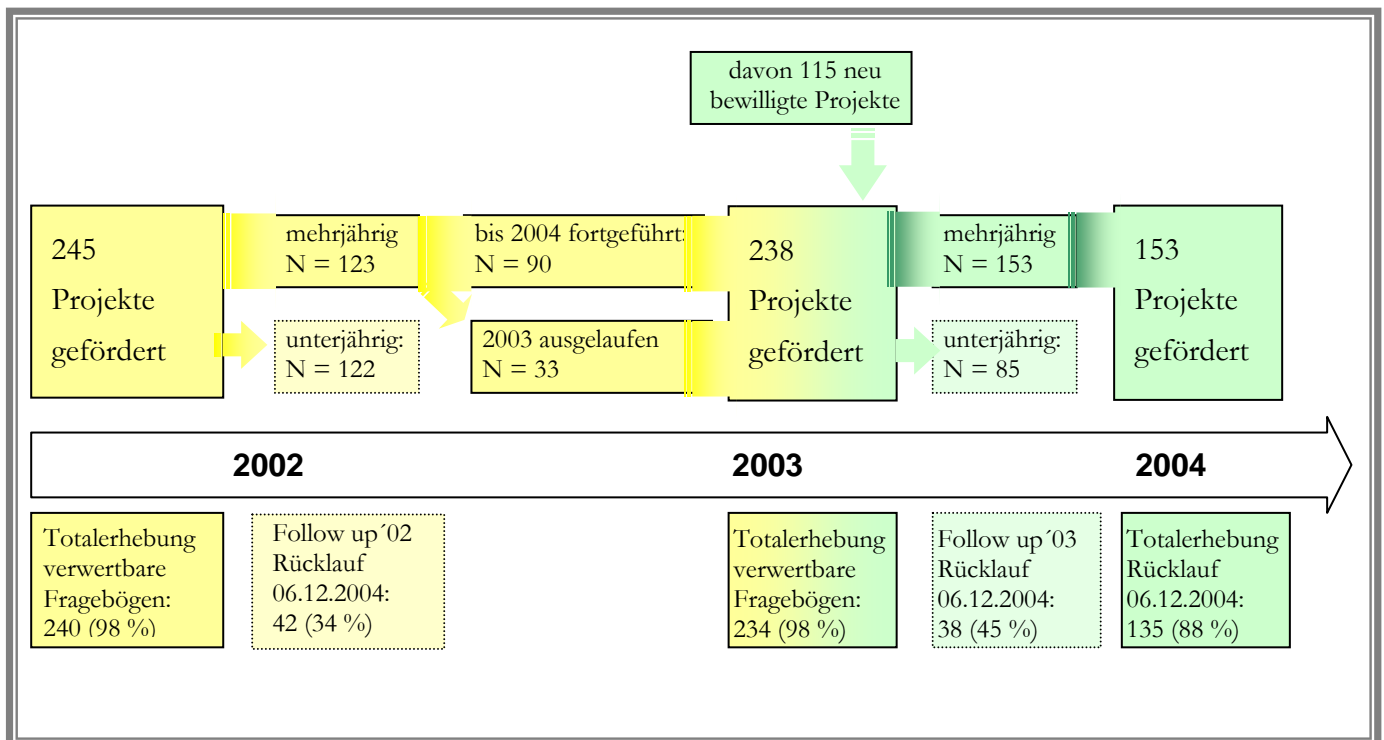 davon 115 neu
bewilligte Projekte
245
Projekte
gefördert
mehrjährig
N = 123
unterjährig:
N = 122
bis 2004 fortgeführt:
N = 90
2003 ausgelaufen
N = 33
238
Projekte
gefördert
mehrjährig
N = 153
unterjährig:
N = 85
153
Projekte
gefördert
2002
2003
2004
Totalerhebung
verwertbare
Fragebögen:
240 (98 %)
Follow up´02
Rücklauf
06.12.2004:
42 (34 %)
Totalerhebung
verwertbare
Fragebögen:
234 (98 %)
Follow up´03
Rücklauf
06.12.2004:
38 (45 %)
Totalerhebung
Rücklauf
06.12.2004:
135 (88 %)